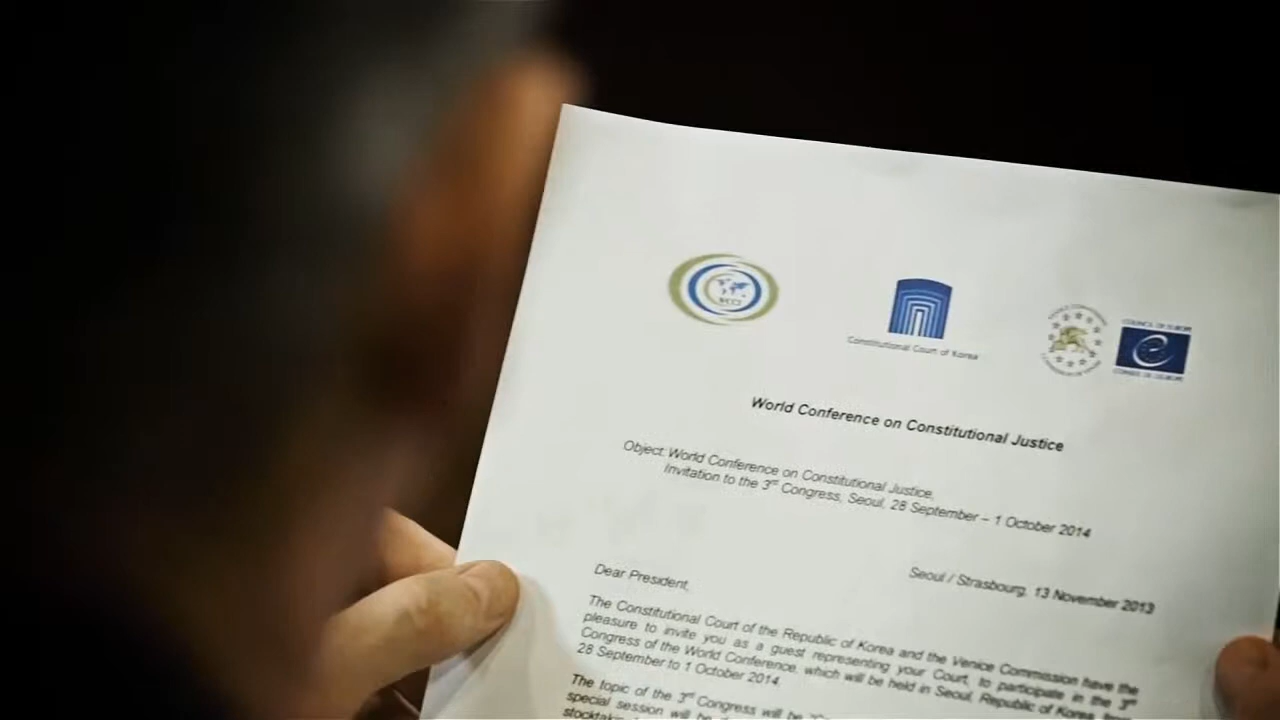 WCCJ
Constitutional Court of Korea
COUNCIL OF EUROPE
CONSEIL DE L'EUROPE
World Conference on Constitutional Justice
Object: World Conference on Constitutional Justice,
Invitation to the 3rd Congress, Seoul, 28 September – 1 October 2014
Seoul / Strasbourg, 13 November 2013
Dear President,
The Constitutional Court of the Republic of Korea and the Venice Commission have the
pleasure to invite you as a guest representing your Court, to participate in the 3rd
Congress of the World Conference, which will be held in Seoul, Republic of Korea
28 September to 1 October 2014.
The topic of the 3rd Congress will be
special session will be